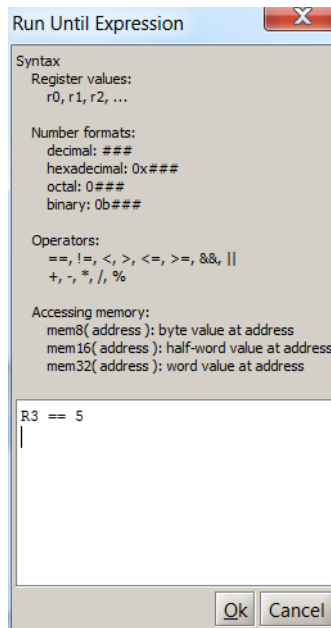 Run Until Expression
Syntax
Register values:
r0, r1, r2, ...
Number formats:
decimal: ###
hexadecimal: 0x###
octal: 0###
binary: 0b###
Operators:
==, !=, <, >, <=, >=, &&, ||
+, -, *, /, %
Accessing memory:
mem8( address ): byte value at address
mem16( address ): half-word value at address
mem32( address ): word value at address
R3 == 5
Ok Cancel